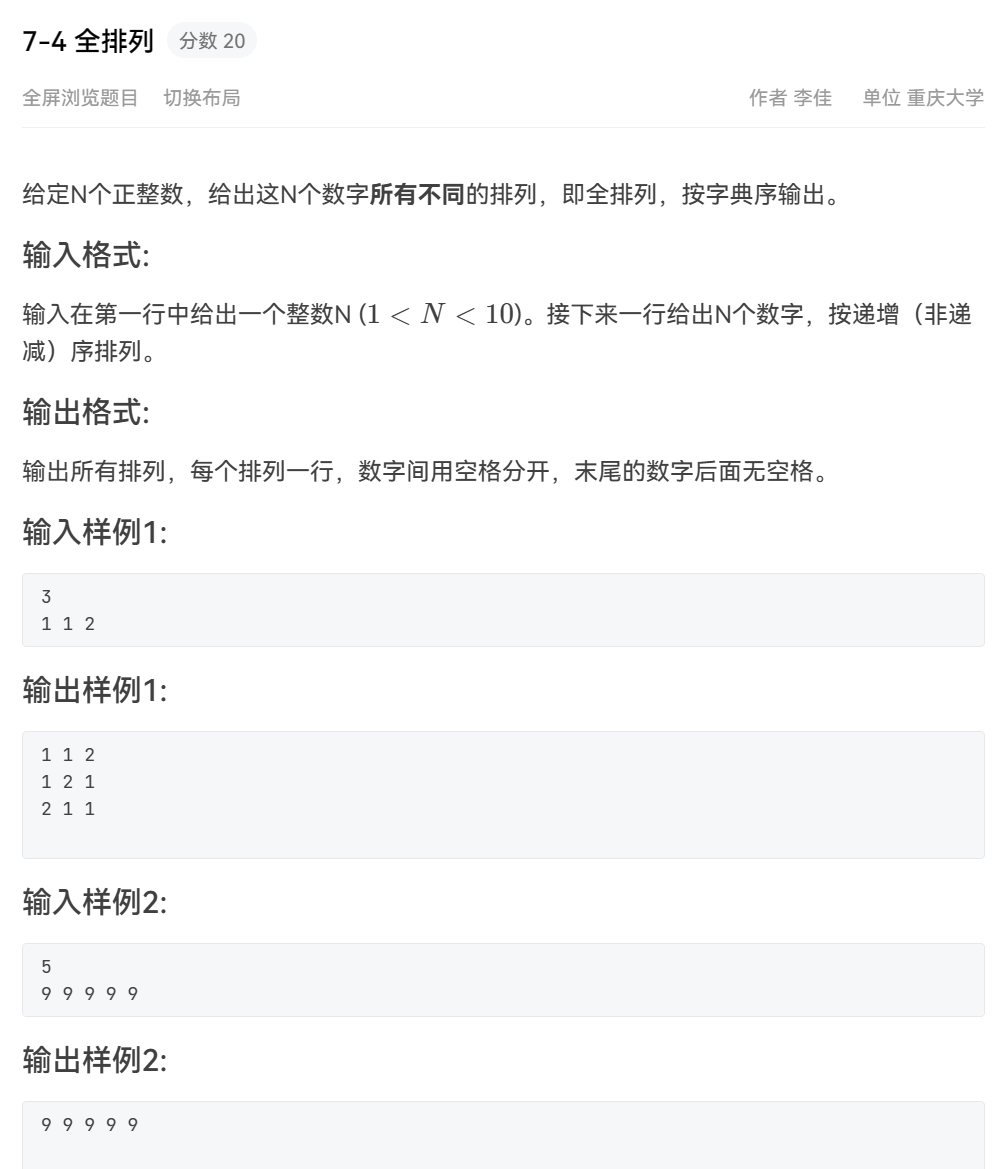 7-4 全排列 分数 20
全屏浏览题目 切换布局 作者 李佳 单位 重庆大学
给定N个正整数，给出这N个数字所有不同的排列，即全排列，按字典序输出。
输入格式:
输入在第一行中给出一个整数N (1 < N < 10)。接下来一行给出N个数字，按递增（非递
减）序排列。
输出格式:
输出所有排列，每个排列一行，数字间用空格分开，末尾的数字后面无空格。
输入样例1:
3
1 1 2
输出样例1:
1 1 2
1 2 1
2 1 1
输入样例2:
5
9 9 9 9 9
输出样例2:
9 9 9 9 9